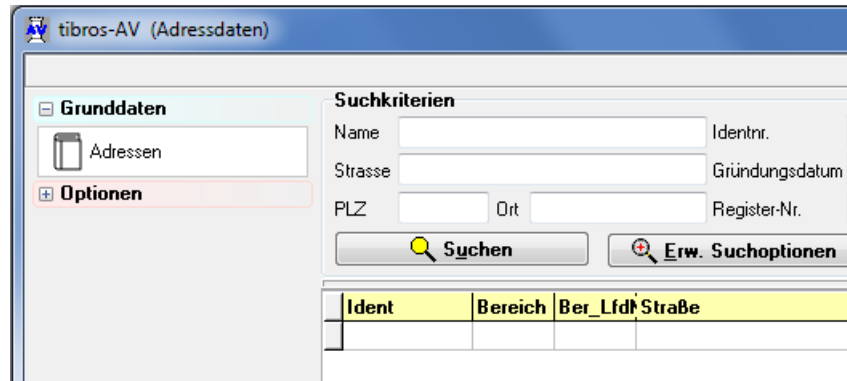 tibros-AV (Adressdaten)
Grunddaten
Adressen
Optionen
Suchkriterien
Name Identnr.
Strasse Gründungsdatum
PLZ Ort Register-Nr.
Suchen Erw. Suchoptionen
Ident Bereich Ber_LfdN Straße